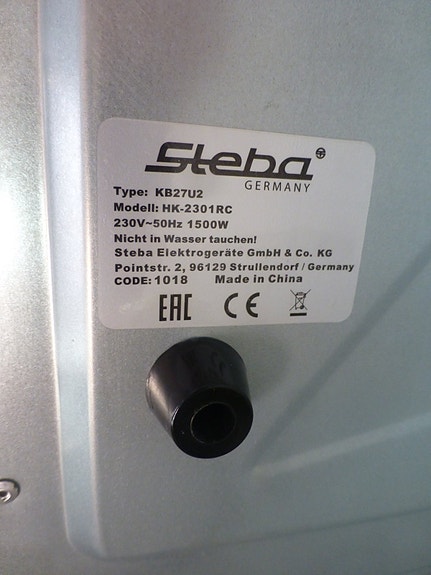 Steba
GERMANY
Type: KB27U2
Modell: HK-2301RC
230V~50Hz 1500W
Nicht in Wasser tauchen!
Steba Elektrogeräte GmbH & Co. KG
Pointstr. 2, 96129 Strullendorf / Germany
CODE: 1018 Made in China
EAC CE